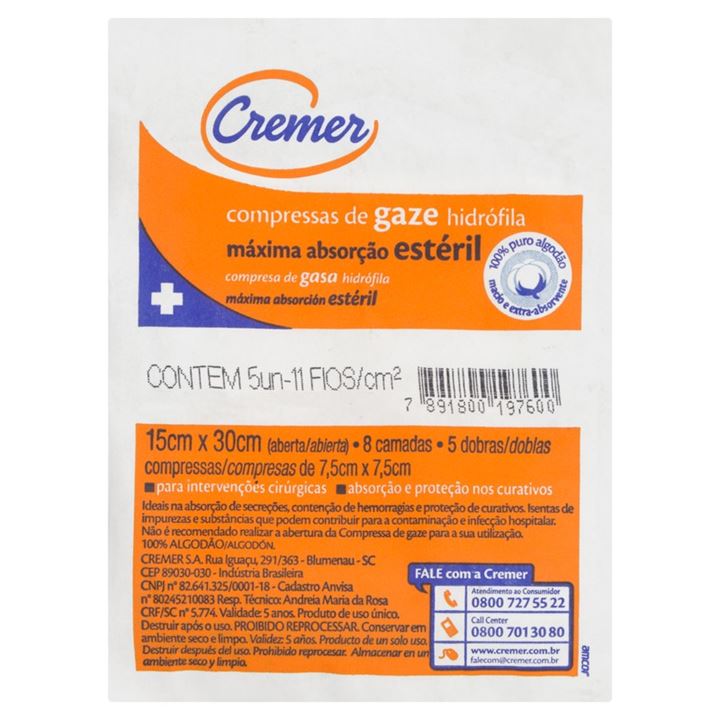 Cremer
compressas de gaze hidrófila
máxima absorção estéril
compresa de gasa hidrófila
máxima absorción estéril
100% puro algodão
macio e extra-absorvente
CONTEM 5un-11 FIOS/cm²
7 891800 197600
15cm x 30cm (aberta/abierta) • 8 camadas • 5 dobras/doblas
compressas/compresas de 7,5cm x 7,5cm
para intervenções cirúrgicas absorção e proteção nos curativos
Ideais na absorção de secreções, contenção de hemorragias e proteção de curativos. Isentas de
impurezas e substâncias que podem contribuir para a contaminação e infecção hospitalar.
Não é recomendado realizar a abertura da Compressa de gaze para a sua utilização.
100% ALGODÃO/ALGODÓN.
CREMER S.A. Rua Iguaçu, 291/363 - Blumenau - SC
CEP 89030-030 - Indústria Brasileira
CNPJ n° 82.641.325/0001-18 - Cadastro Anvisa
n° 80245210083 Resp. Técnico: Andreia Maria da Rosa
CRF/SC n° 5.774. Validade: 5 anos. Produto de uso único.
Destruir após o uso. PROIBIDO REPROCESSAR. Conservar em
ambiente seco e limpo. Validez: 5 años. Producto de un solo uso.
Destruir después del uso. Prohibido reprocesar. Almacenar en un
ambiente seco y limpio.
FALE com a Cremer
Atendimento ao Consumidor
0800 727 55 22
Call Center
0800 701 30 80
www.cremer.com.br
falecom@cremer.com.br
amcor